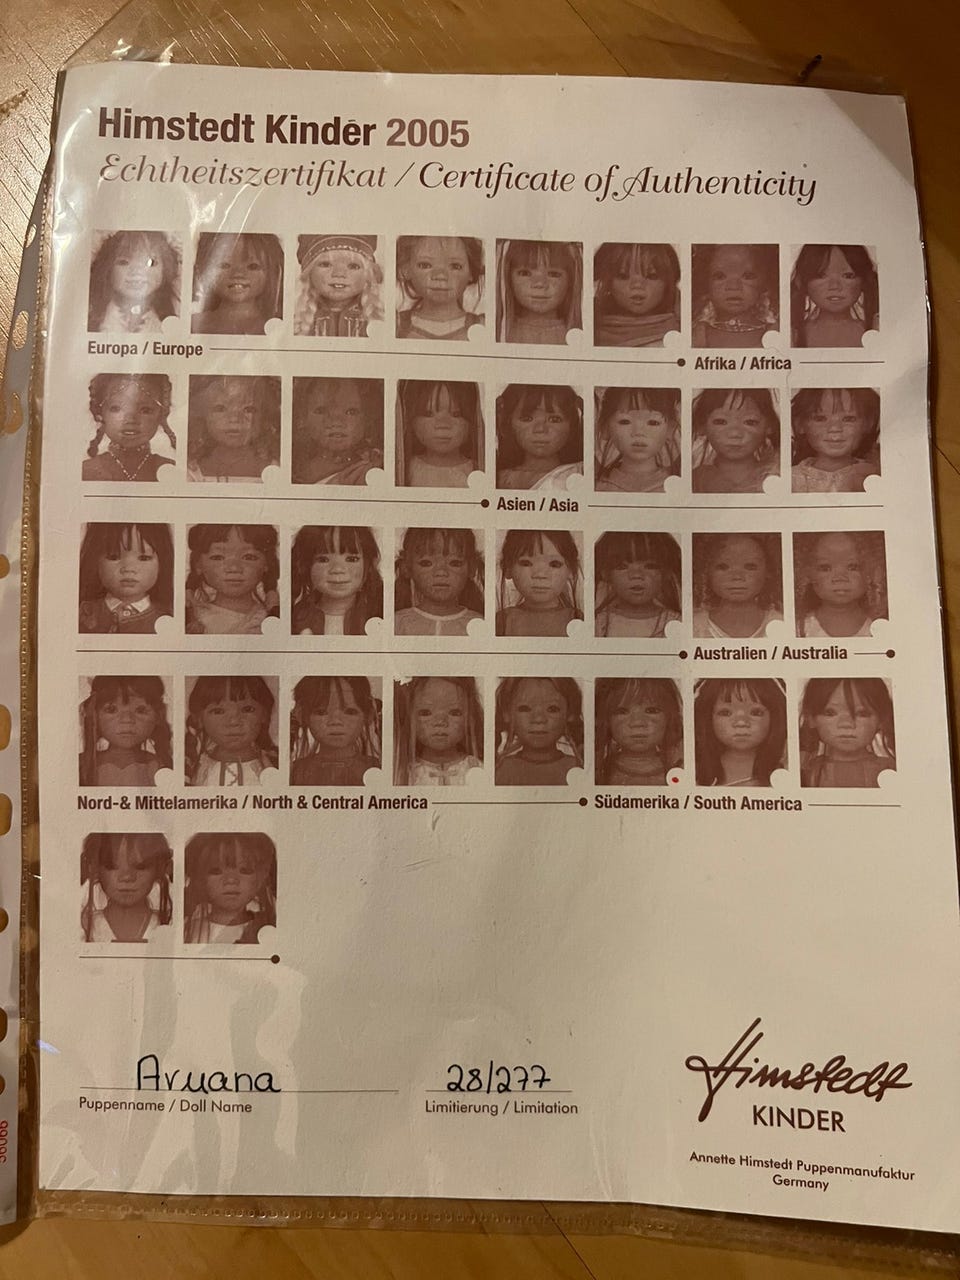 Himstedt Kinder 2005
Echtheitszertifikat / Certificate of Authenticity
Europa / Europe
Afrika / Africa
Asien / Asia
Australien / Australia
Nord-& Mittelamerika / North & Central America
Südamerika / South America
Aruana
28/277
Puppenname / Doll Name
Limitierung / Limitation
Himstedt
KINDER
Annette Himstedt Puppenmanufaktur
Germany